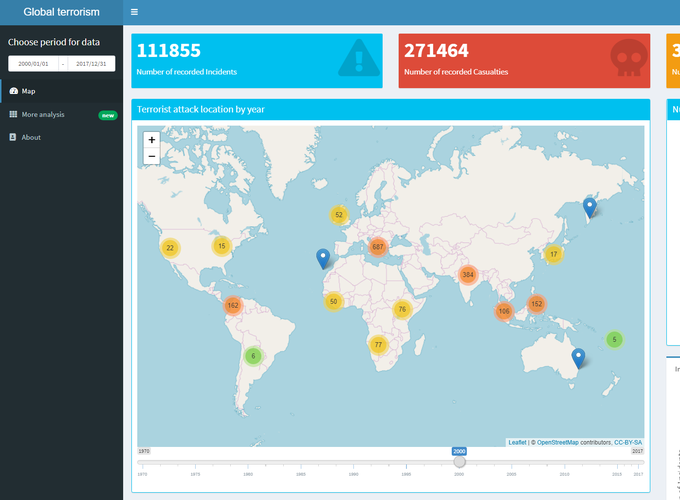 Global terrorism
Choose period for data
2000/01/01 - 2017/12/31
Map
More analysis new
About
111855
Number of recorded Incidents
271464
Number of recorded Casualties
3
Nu
Terrorist attack location by year
N
+
−
52
22
15
687
17
384
50
162
76
106
152
77
5
6
In
Leaflet | © OpenStreetMap contributors, CC-BY-SA
1970 2000 2017
1970 1975 1980 1985 1990 1995 2000 2005 2010 2015 2017